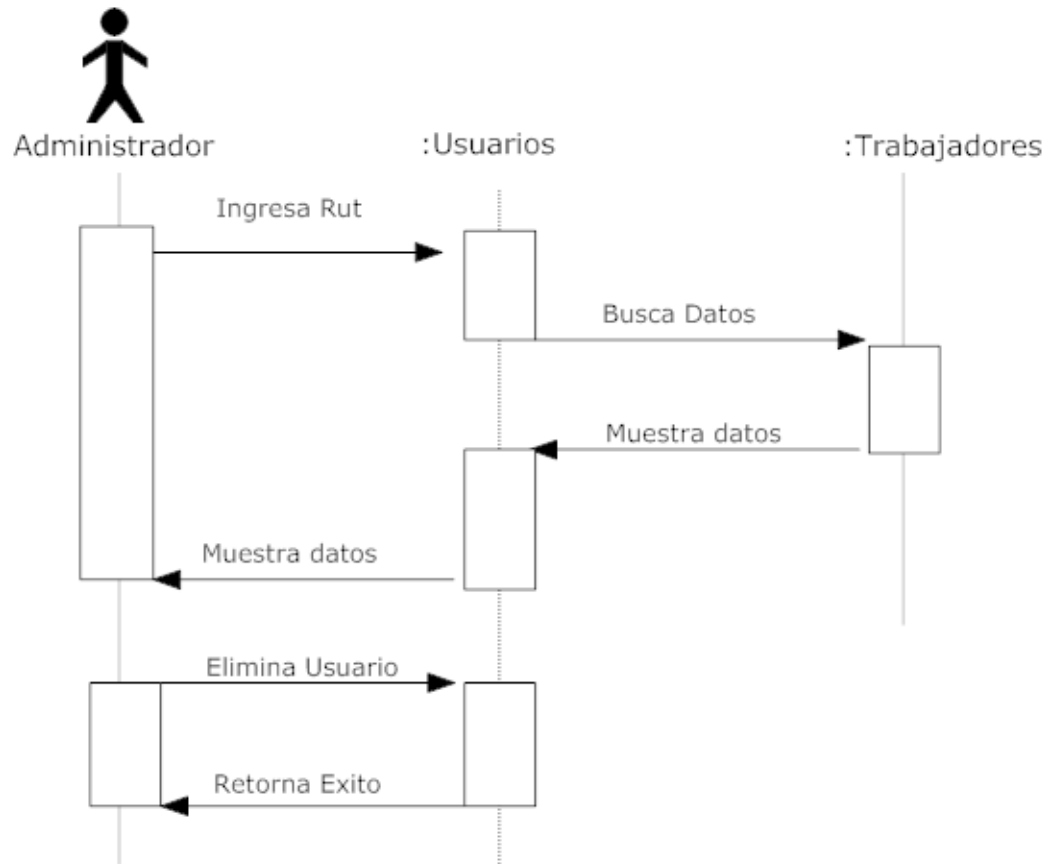 Administrador
:Usuarios
:Trabajadores
Ingresa Rut
Busca Datos
Muestra datos
Muestra datos
Elimina Usuario
Retorna Exito